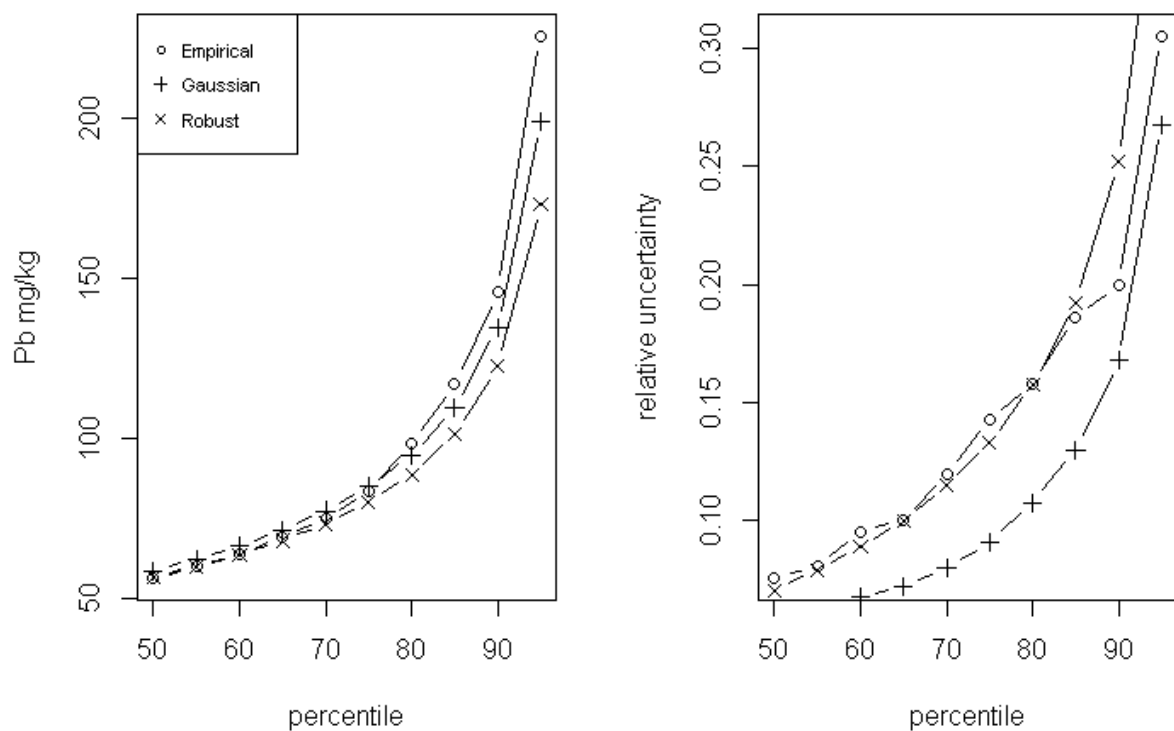 Empirical
Gaussian
Robust
200
150
100
50
Pb mg/kg
50 60 70 80 90
percentile
0.30
0.25
0.20
0.15
0.10
relative uncertainty
50 60 70 80 90
percentile